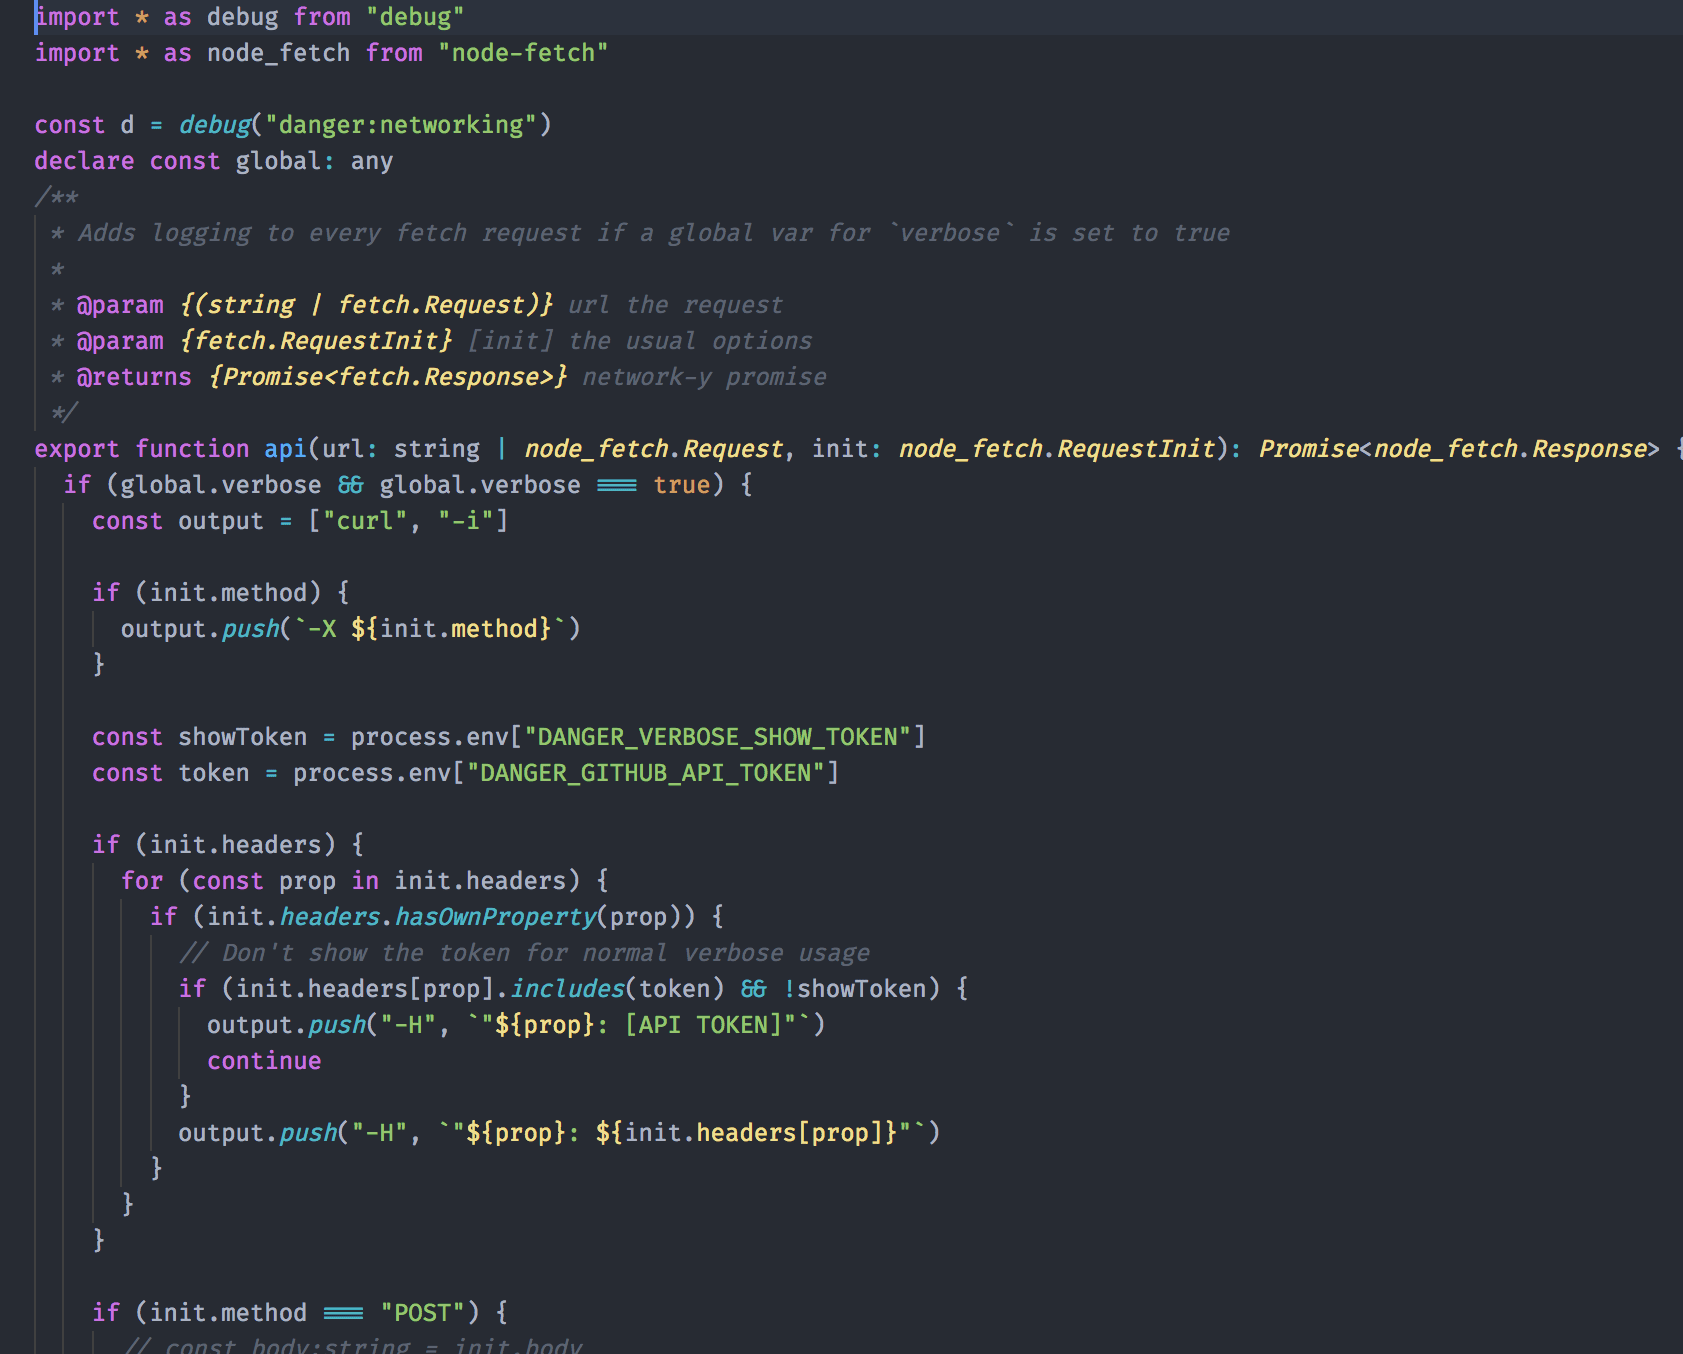 import * as debug from "debug"
import * as node_fetch from "node-fetch"

const d = debug("danger:networking")
declare const global: any
/**
 * Adds logging to every fetch request if a global var for `verbose` is set to true
 *
 * @param {(string | fetch.Request)} url the request
 * @param {fetch.RequestInit} [init] the usual options
 * @returns {Promise<fetch.Response>} network-y promise
 */
export function api(url: string | node_fetch.Request, init: node_fetch.RequestInit): Promise<node_fetch.Response> {
  if (global.verbose && global.verbose === true) {
    const output = ["curl", "-i"]

    if (init.method) {
      output.push(`-X ${init.method}`)
    }

    const showToken = process.env["DANGER_VERBOSE_SHOW_TOKEN"]
    const token = process.env["DANGER_GITHUB_API_TOKEN"]

    if (init.headers) {
      for (const prop in init.headers) {
        if (init.headers.hasOwnProperty(prop)) {
          // Don't show the token for normal verbose usage
          if (init.headers[prop].includes(token) && !showToken) {
            output.push("-H", `"${prop}: [API TOKEN]"`)
            continue
          }
          output.push("-H", `"${prop}: ${init.headers[prop]}"`)
        }
      }
    }

    if (init.method === "POST") {
      // const body:string = init.body